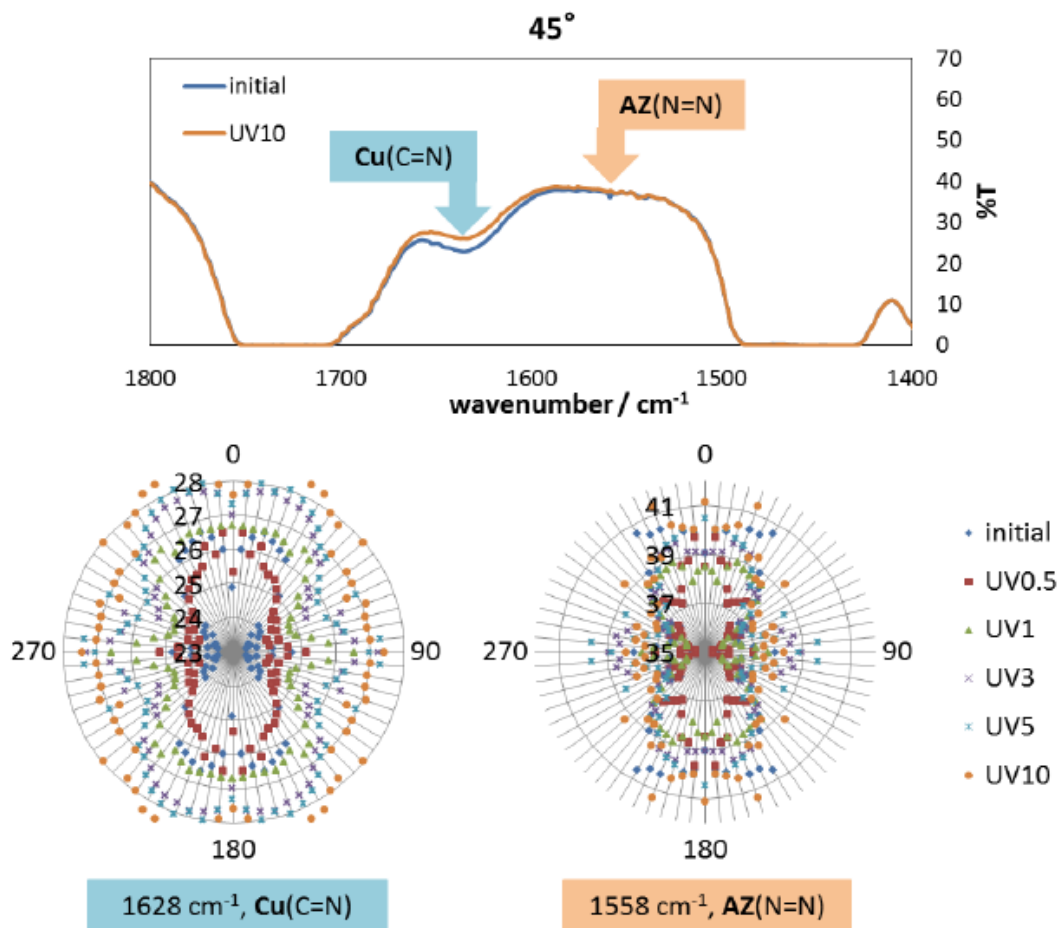 45°
initial
UV10
Cu(C=N)
AZ(N=N)
70
60
50
40
30
20
10
0
%T
1800
1700
1600
1500
1400
wavenumber / cm⁻¹
0
28
27
26
25
24
23
270
90
180
1628 cm⁻¹, Cu(C=N)
0
41
39
37
35
270
90
180
1558 cm⁻¹, AZ(N=N)
initial
UV0.5
UV1
UV3
UV5
UV10